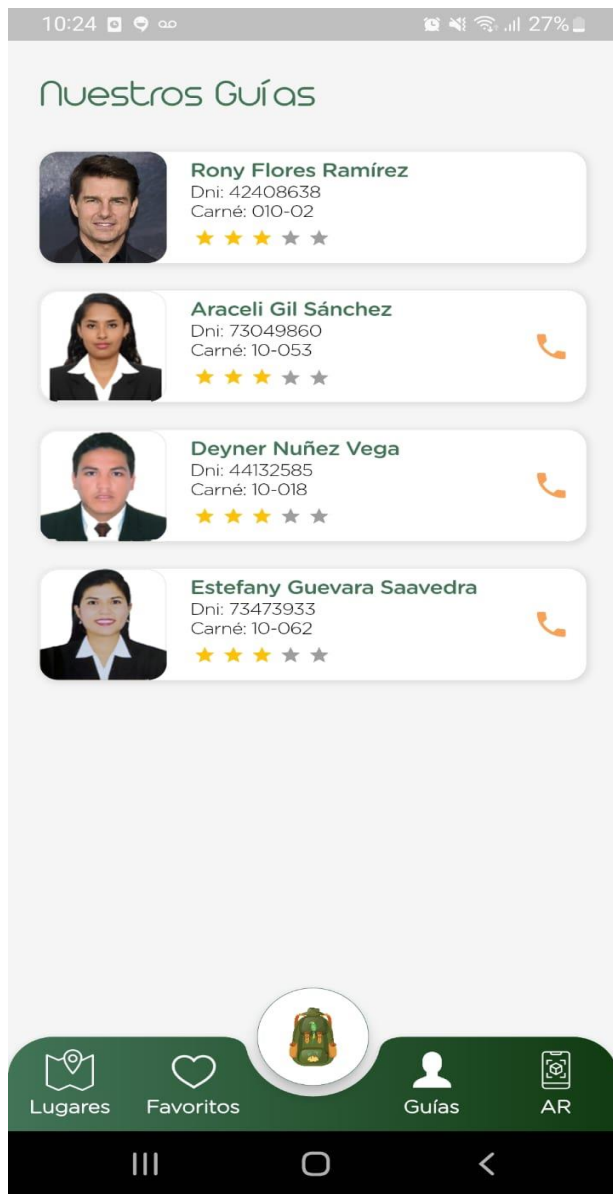 10:24
27%
Nuestros Guías
Rony Flores Ramírez
Dni: 42408638
Carné: 010-02
Araceli Gil Sánchez
Dni: 73049860
Carné: 10-053
Deyner Nuñez Vega
Dni: 44132585
Carné: 10-018
Estefany Guevara Saavedra
Dni: 73473933
Carné: 10-062
Lugares Favoritos Guías AR